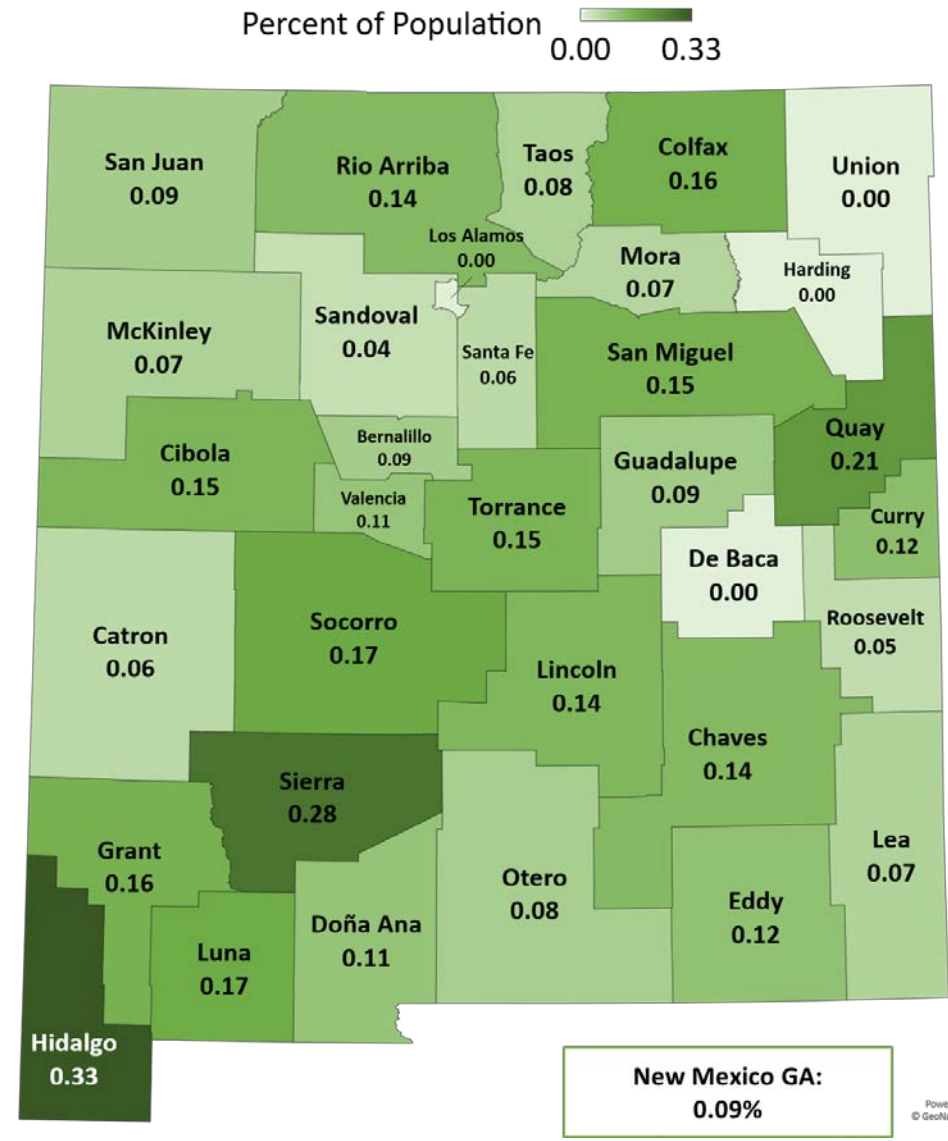 Percent of Population
0.00 0.33
San Juan
0.09
Rio Arriba
0.14
Taos
0.08
Colfax
0.16
Union
0.00
Los Alamos
0.00
Mora
0.07
Harding
0.00
McKinley
0.07
Sandoval
0.04
Santa Fe
0.06
San Miguel
0.15
Quay
0.21
Cibola
0.15
Bernalillo
0.09
Valencia
0.11
Torrance
0.15
Guadalupe
0.09
Curry
0.12
De Baca
0.00
Roosevelt
0.05
Catron
0.06
Socorro
0.17
Lincoln
0.14
Chaves
0.14
Sierra
0.28
Grant
0.16
Luna
0.17
Doña Ana
0.11
Otero
0.08
Eddy
0.12
Lea
0.07
Hidalgo
0.33
New Mexico GA:
0.09%
Powe
© GeoNa